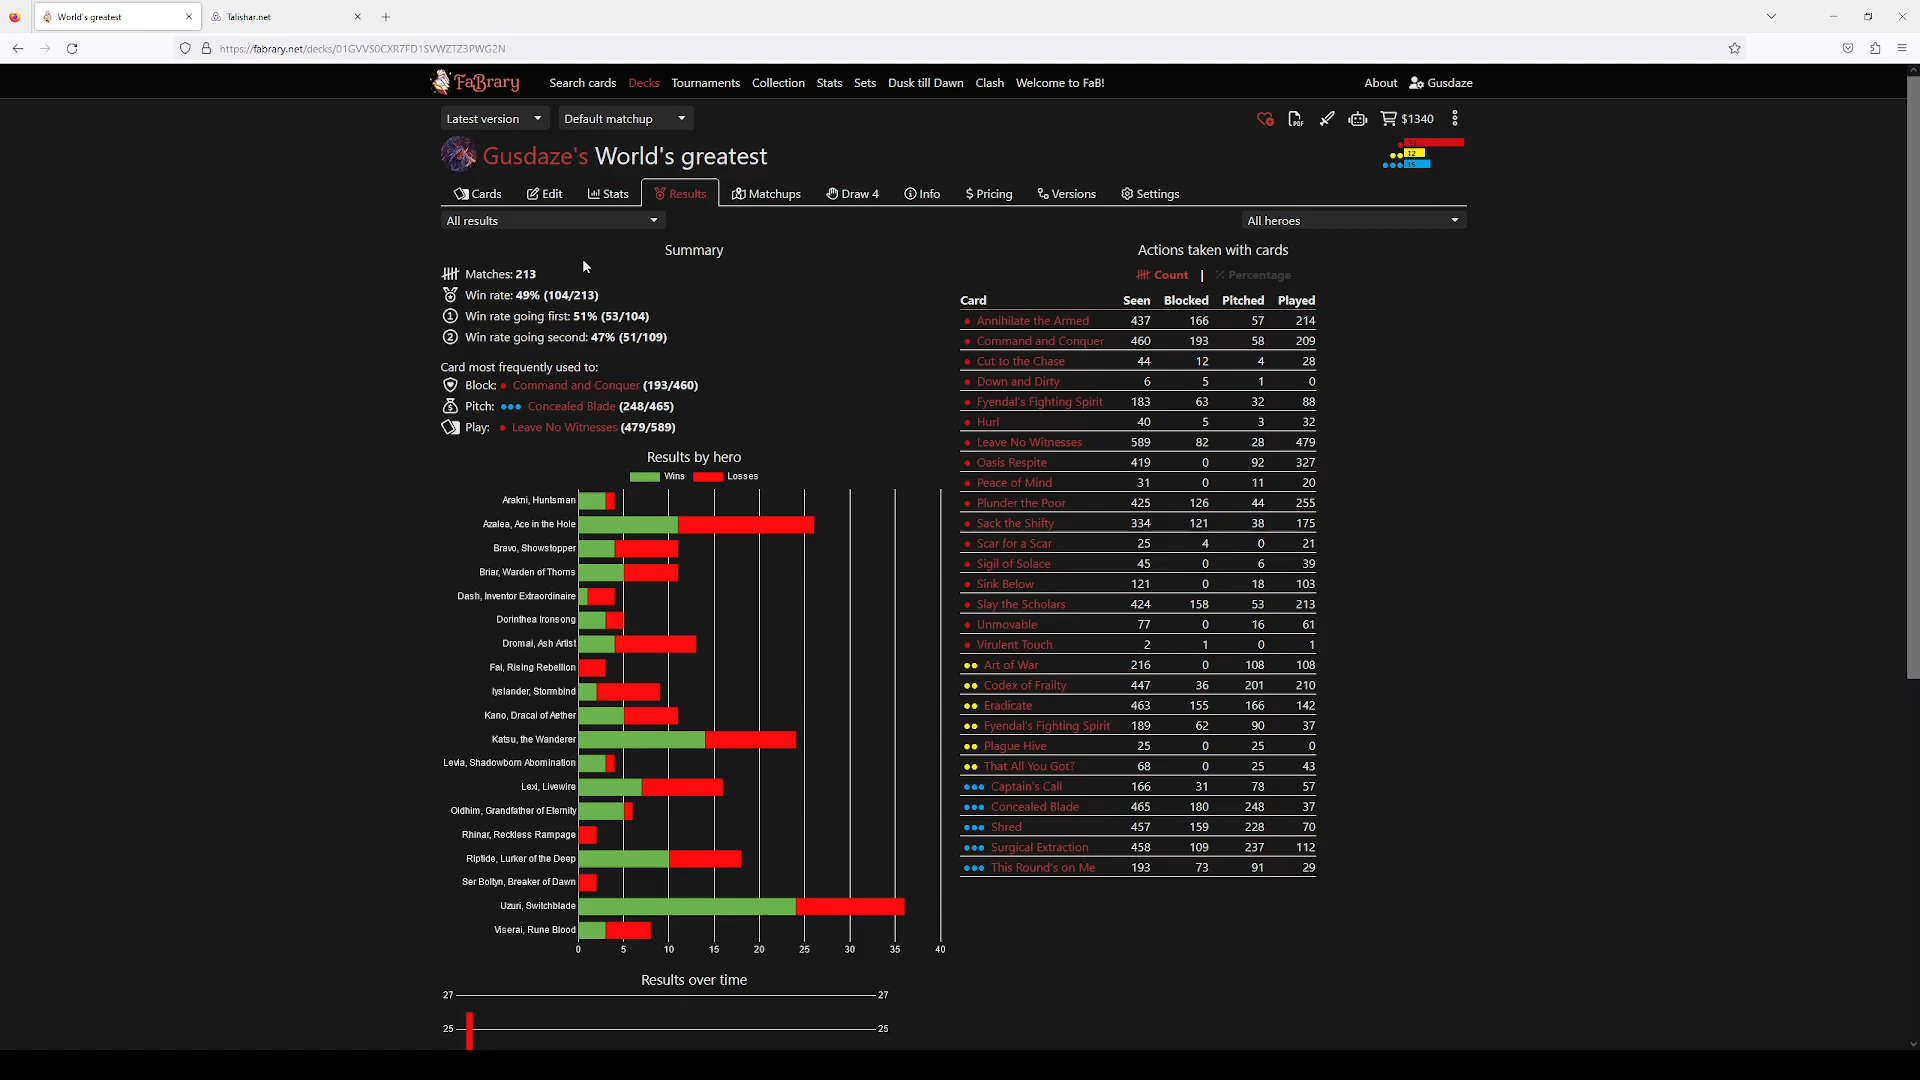 World's greatest
Talishar.net
https://fabrary.net/decks/01GVVS0CXR7FD1SVWZTZ3PWG2N
FaBrary
Search cards Decks Tournaments Collection Stats Sets Dusk till Dawn Clash Welcome to FaB!
About Gusdaze
Latest version Default matchup
PDF $1340
Gusdaze's World's greatest
12
15
Cards Edit Stats Results Matchups Draw 4 Info Pricing Versions Settings
All results
All heroes
Summary
Matches: 213
Win rate: 49% (104/213)
1 Win rate going first: 51% (53/104)
2 Win rate going second: 47% (51/109)
Card most frequently used to:
Block: Command and Conquer (193/460)
Pitch: Concealed Blade (248/465)
Play: Leave No Witnesses (479/589)
Results by hero
Wins Losses
Arakni, Huntsman
Azalea, Ace in the Hole
Bravo, Showstopper
Briar, Warden of Thorns
Dash, Inventor Extraordinaire
Dorinthea Ironsong
Dromai, Ash Artist
Fai, Rising Rebellion
Iyslander, Stormbind
Kano, Dracai of Aether
Katsu, the Wanderer
Levia, Shadowborn Abomination
Lexi, Livewire
Oldhim, Grandfather of Eternity
Rhinar, Reckless Rampage
Riptide, Lurker of the Deep
Ser Boltyn, Breaker of Dawn
Uzuri, Switchblade
Viserai, Rune Blood
0 5 10 15 20 25 30 35 40
Results over time
27 27
25 25
Actions taken with cards
Count | % Percentage
Card Seen Blocked Pitched Played
Annihilate the Armed 437 166 57 214
Command and Conquer 460 193 58 209
Cut to the Chase 44 12 4 28
Down and Dirty 6 5 1 0
Fyendal's Fighting Spirit 183 63 32 88
Hurl 40 5 3 32
Leave No Witnesses 589 82 28 479
Oasis Respite 419 0 92 327
Peace of Mind 31 0 11 20
Plunder the Poor 425 126 44 255
Sack the Shifty 334 121 38 175
Scar for a Scar 25 4 0 21
Sigil of Solace 45 0 6 39
Sink Below 121 0 18 103
Slay the Scholars 424 158 53 213
Unmovable 77 0 16 61
Virulent Touch 2 1 0 1
Art of War 216 0 108 108
Codex of Frailty 447 36 201 210
Eradicate 463 155 166 142
Fyendal's Fighting Spirit 189 62 90 37
Plague Hive 25 0 25 0
That All You Got? 68 0 25 43
Captain's Call 166 31 78 57
Concealed Blade 465 180 248 37
Shred 457 159 228 70
Surgical Extraction 458 109 237 112
This Round's on Me 193 73 91 29